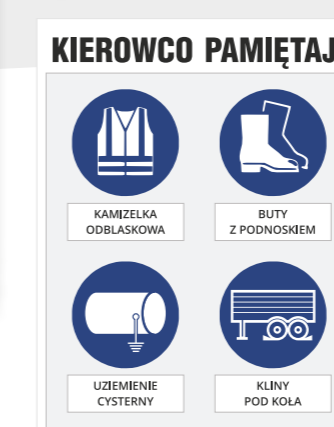 KIEROWCO PAMIĘTAJ
KAMIZELKA
ODBLASKOWA
BUTY
Z PODNOSKIEM
UZIEMIENIE
CYSTERNY
KLINY
POD KOŁA